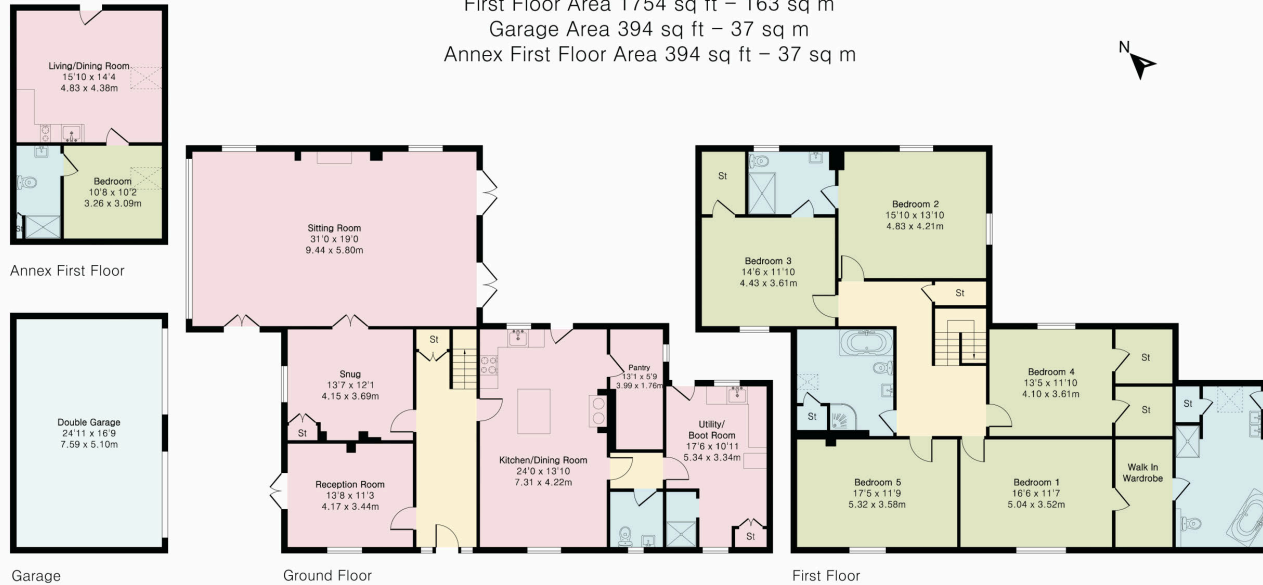 First Floor Area 1754 sq ft – 163 sq m
Garage Area 394 sq ft – 37 sq m
Annex First Floor Area 394 sq ft – 37 sq m
N
Living/Dining Room
15'10 x 14'4
4.83 x 4.38m
Bedroom
10'8 x 10'2
3.26 x 3.09m
St
Annex First Floor
Double Garage
24'11 x 16'9
7.59 x 5.10m
Garage
Sitting Room
31'0 x 19'0
9.44 x 5.80m
St
Snug
13'7 x 12'1
4.15 x 3.69m
St
Reception Room
13'8 x 11'3
4.17 x 3.44m
Kitchen/Dining Room
24'0 x 13'10
7.31 x 4.22m
Pantry
13'1 x 5'9
3.99 x 1.76m
Utility/
Boot Room
17'6 x 10'11
5.34 x 3.34m
St
Ground Floor
St
Bedroom 2
15'10 x 13'10
4.83 x 4.21m
Bedroom 3
14'6 x 11'10
4.43 x 3.61m
St
St
Bedroom 4
13'5 x 11'10
4.10 x 3.61m
St
St
St
Bedroom 5
17'5 x 11'9
5.32 x 3.58m
Bedroom 1
16'6 x 11'7
5.04 x 3.52m
Walk In
Wardrobe
First Floor